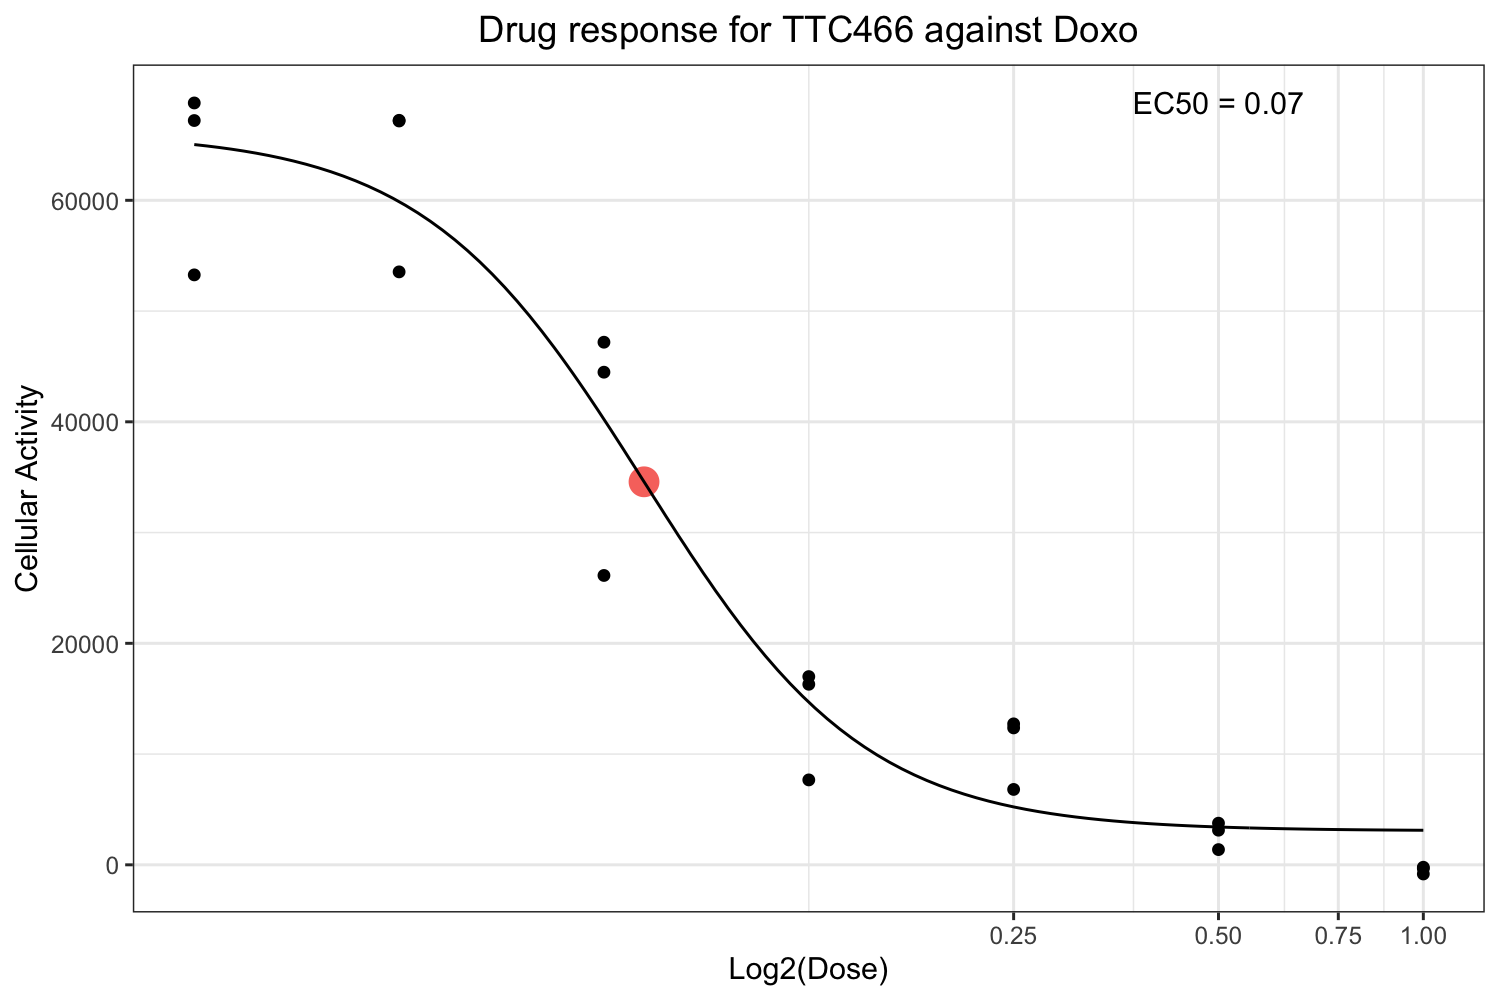 Drug response for TTC466 against Doxo
EC50 = 0.07
60000
40000
20000
0
Cellular Activity
0.25 0.50 0.75 1.00
Log2(Dose)